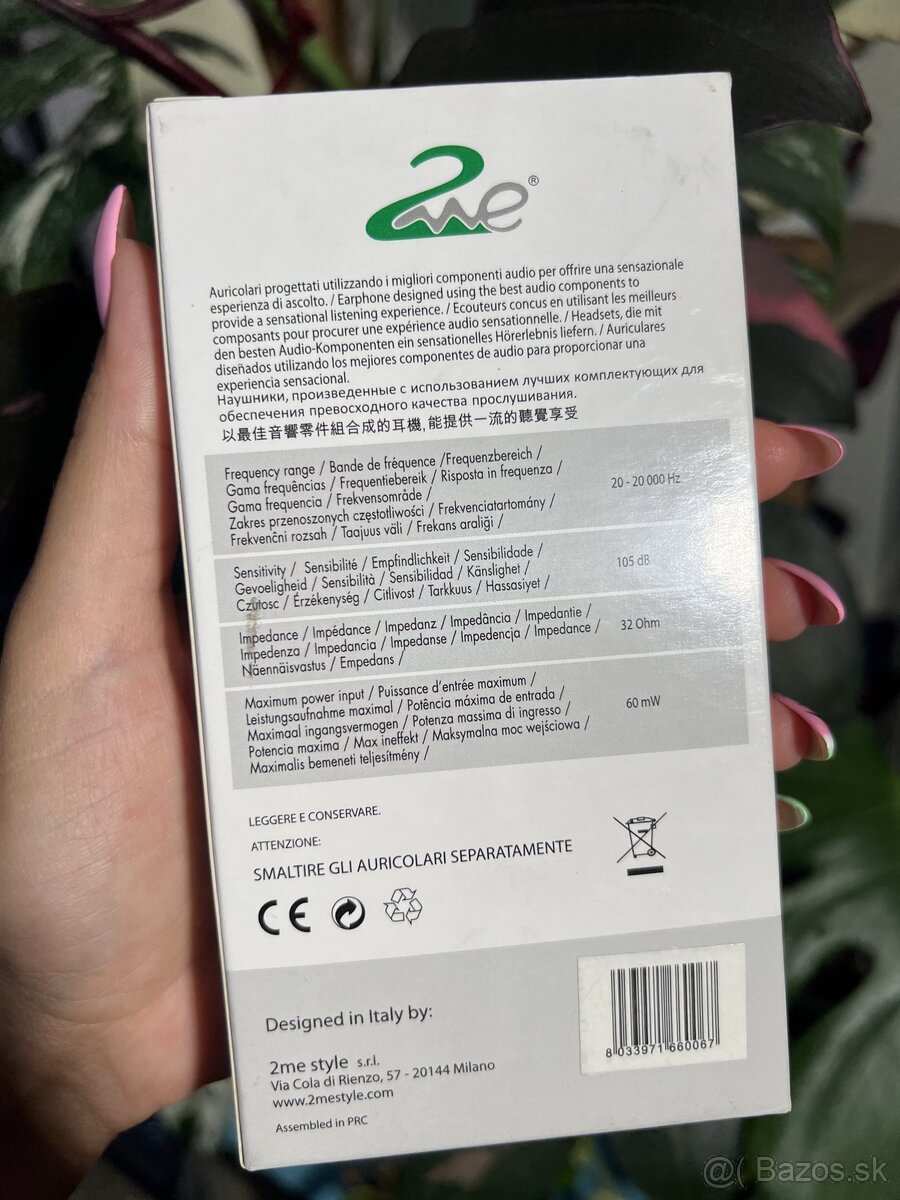 2me®
Auricolari progettati utilizzando i migliori componenti audio per offrire una sensazionale
esperienza di ascolto. / Earphone designed using the best audio components to
provide a sensational listening experience. / Ecouteurs concus en utilisant les meilleurs
composants pour procurer une expérience audio sensationnelle. / Headsets, die mit
den besten Audio-Komponenten ein sensationelles Hörerlebnis liefern. / Auriculares
diseñados utilizando los mejiores componentes de audio para proporcionar una
experiencia sensacional.
Наушники, произведенные с использованием лучших комплектующих для
обеспечения превосходного качества прослушивания.
以最佳音響零件組合成的耳機,能提供一流的聽覺享受
Frequency range / Bande de fréquence /Frequenzbereich /
Gama frequências / Frequentiebereik / Risposta in frequenza /
Gama frequencia / Frekvensområde /
Zakres przenoszonych częstotliwości / Frekvenciatartomány /
Frekvenčni rozsah / Taajuus väli / Frekans araliği /
20 - 20 000 Hz
Sensitivity / Sensibilité / Empfindlichkeit / Sensibilidade /
Gevoeligheid / Sensibilità / Sensibilidad / Känslighet /
Czułosc / Érzékenység / Citlivost / Tarkkuus / Hassasiyet /
105 dB
Impedance / Impédance / Impedanz / Impedância / Impedantie /
Impedenza / Impedancia / Impedanse / Impedencja / Impedance /
Näennäisvastus / Empedans /
32 Ohm
Maximum power input / Puissance d'entrée maximum /
Leistungsaufnahme maximal / Potência máxima de entrada /
Maximaal ingangsvermogen / Potenza massima di ingresso /
Potencia maxima / Max ineffekt / Maksymalna moc wejściowa /
Maximalis bemeneti teljesítmény /
60 mW
LEGGERE E CONSERVARE.
ATTENZIONE:
SMALTIRE GLI AURICOLARI SEPARATAMENTE
CE
Designed in Italy by:
2me style s.r.l.
Via Cola di Rienzo, 57 - 20144 Milano
www.2mestyle.com
Assembled in PRC
8 033971 660067
@( Bazos.sk